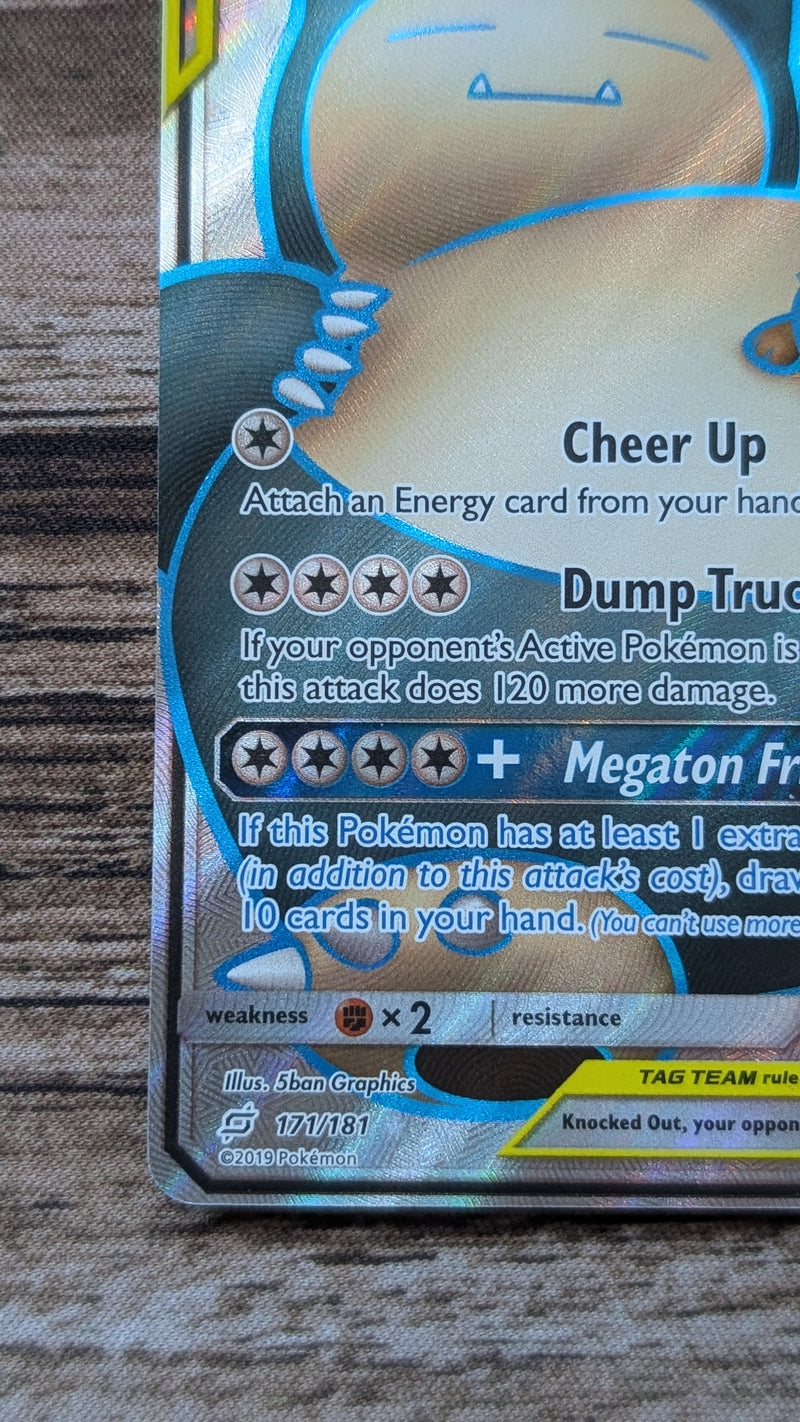 Cheer Up
Attach an Energy card from your hand
Dump Truc
If your opponent's Active Pokémon is
this attack does 120 more damage.
+ Megaton Fr
If this Pokémon has at least 1 extra
(in addition to this attack's cost), draw
10 cards in your hand. (You can't use more
weakness × 2 resistance
Illus. 5ban Graphics
TAG TEAM rule
171/181
Knocked Out, your oppon
©2019 Pokémon